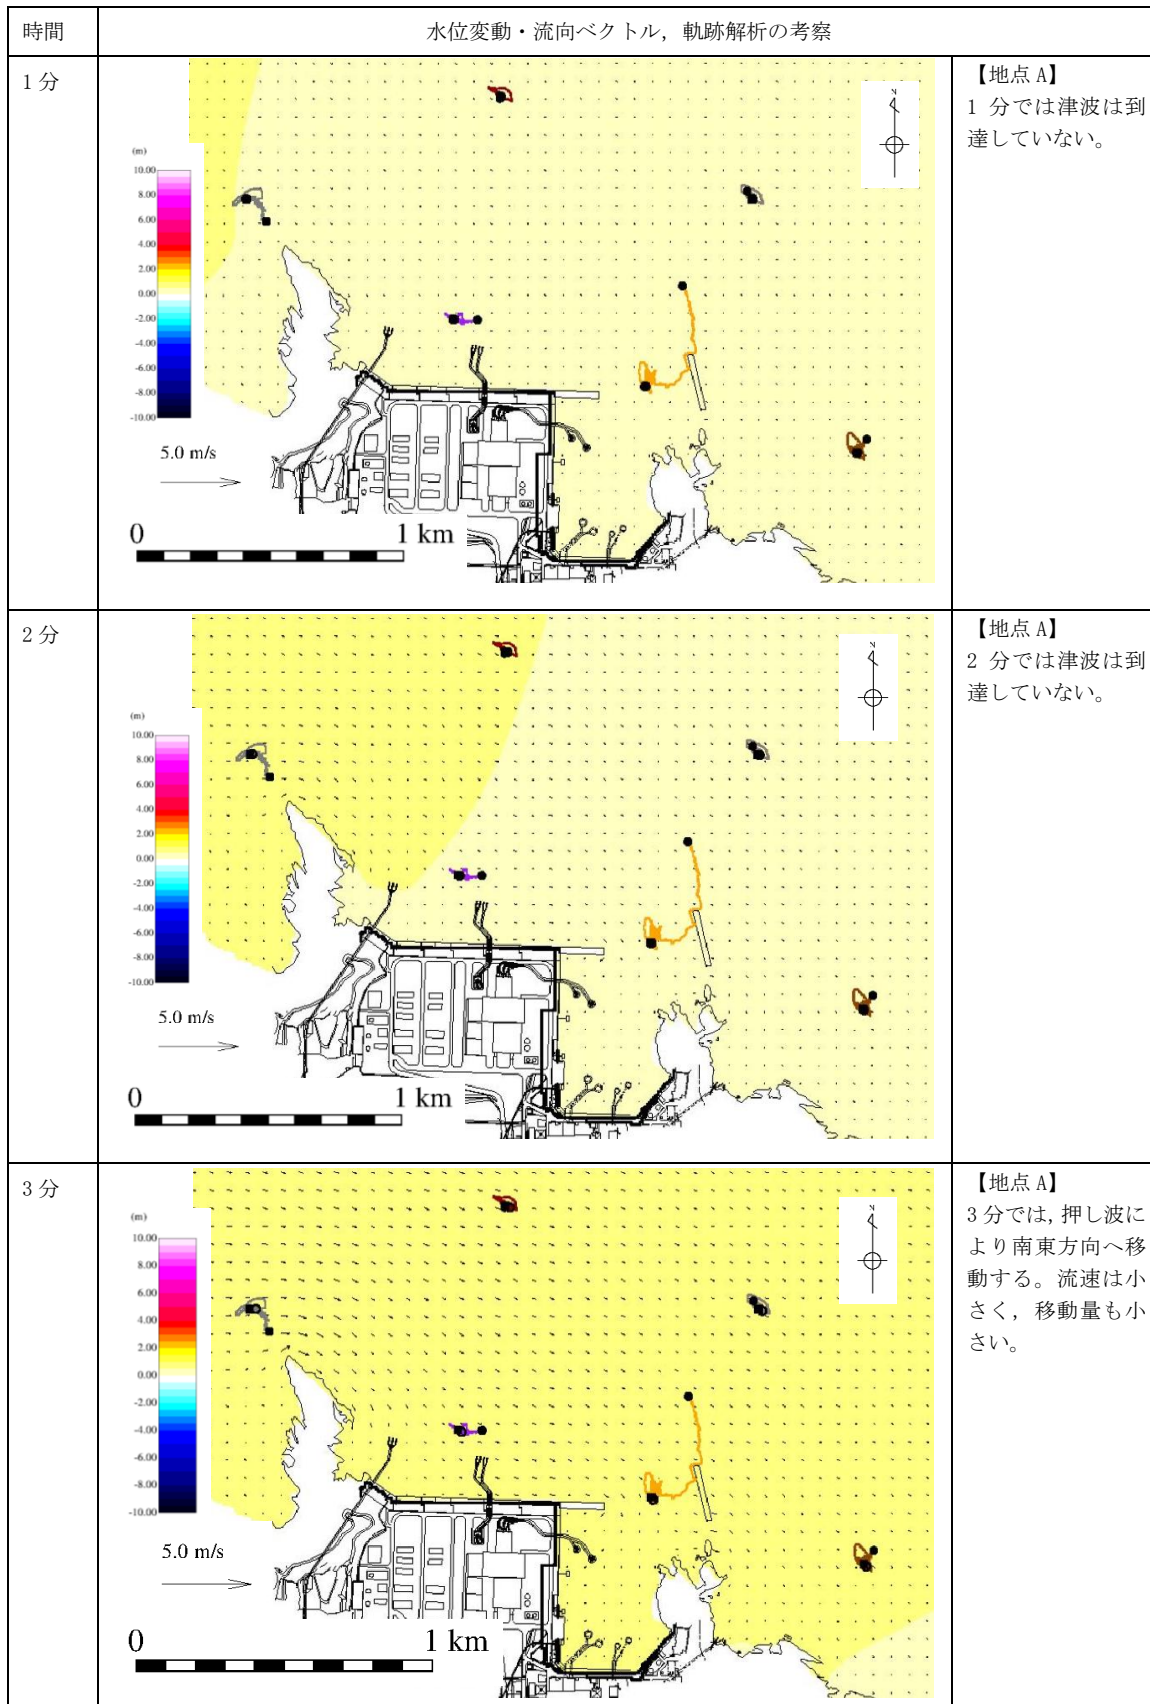 時間
水位変動・流向ベクトル，軌跡解析の考察
1分
(m)
10.00
8.00
6.00
4.00
2.00
0.00
-2.00
-4.00
-6.00
-8.00
-10.00
5.0 m/s
0
1 km
N
【地点 A】
1 分では津波は到
達していない。
2分
(m)
10.00
8.00
6.00
4.00
2.00
0.00
-2.00
-4.00
-6.00
-8.00
-10.00
5.0 m/s
0
1 km
N
【地点 A】
2 分では津波は到
達していない。
3分
(m)
10.00
8.00
6.00
4.00
2.00
0.00
-2.00
-4.00
-6.00
-8.00
-10.00
5.0 m/s
0
1 km
N
【地点 A】
3分では，押し波に
より南東方向へ移
動する。流速は小
さく，移動量も小
さい。